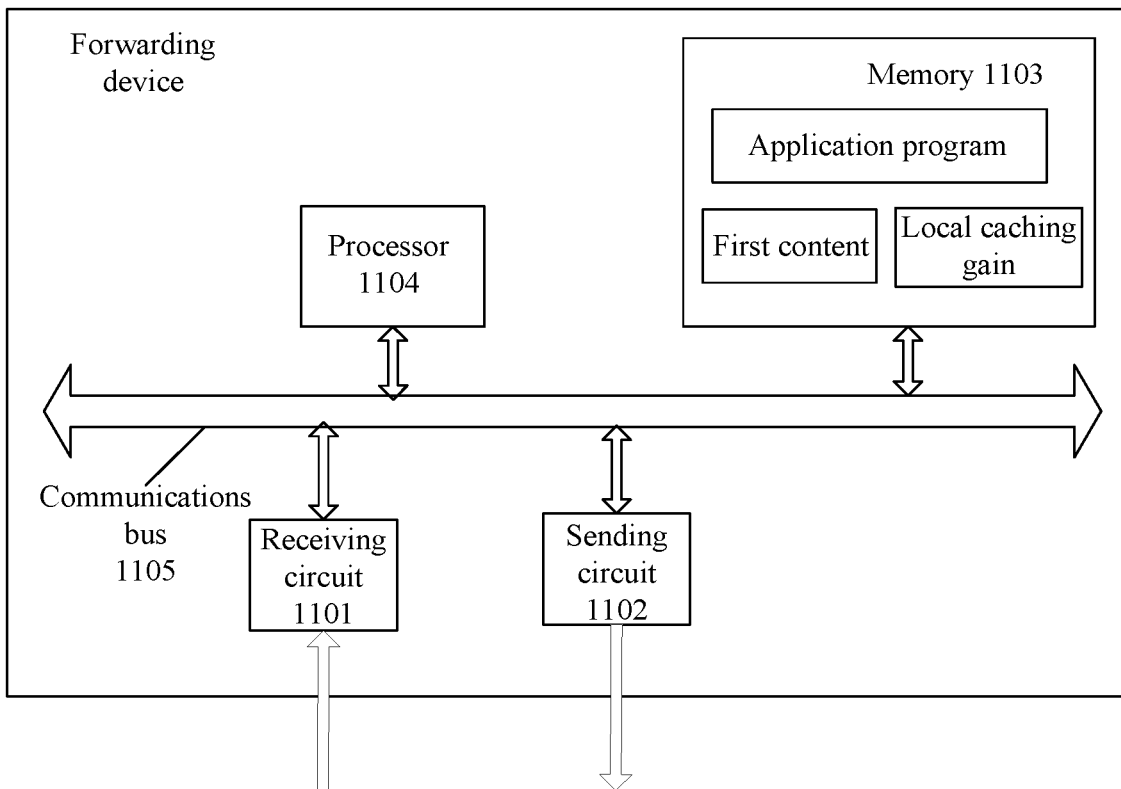 Forwarding
device
Memory 1103
Application program
First content
Local caching
gain
Processor
1104
Communications
bus
1105
Receiving
circuit
1101
Sending
circuit
1102